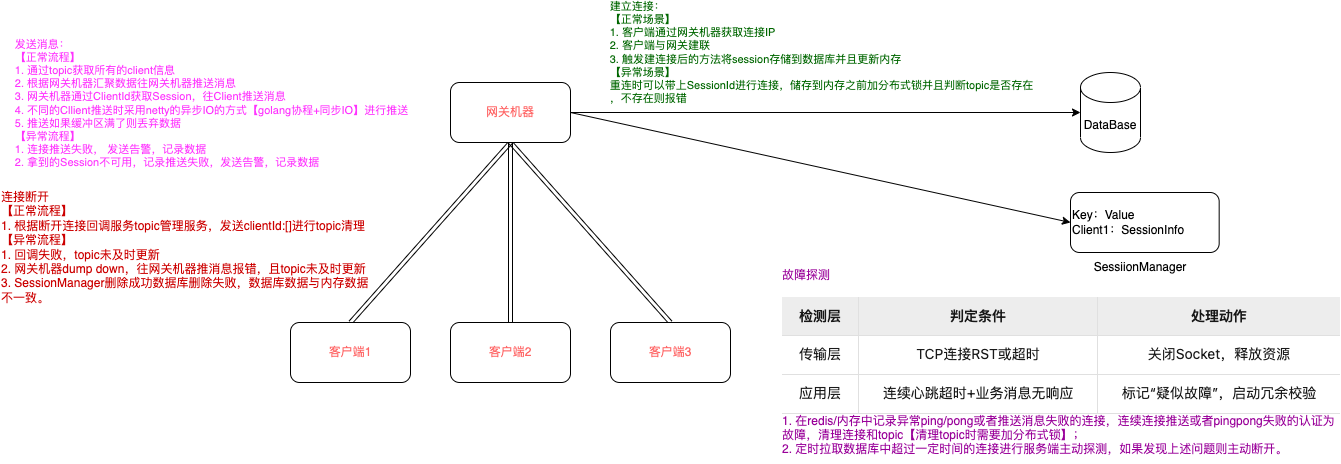 建立连接：
【正常场景】
1. 客户端通过网关机器获取连接IP
2. 客户端与网关建联
3. 触发建连接后的方法将session存储到数据库并且更新内存
【异常场景】
重连时可以带上SessionId进行连接，储存到内存之前加分布式锁并且判断topic是否存在
，不存在则报错
发送消息：
【正常流程】
1. 通过topic获取所有的client信息
2. 根据网关机器汇聚数据往网关机器推送消息
3. 网关机器通过ClientId获取Session，往Client推送消息
4. 不同的Cllient推送时采用netty的异步IO的方式【golang协程+同步IO】进行推送
5. 推送如果缓冲区满了则丢弃数据
【异常流程】
1. 连接推送失败， 发送告警，记录数据
2. 拿到的Session不可用，记录推送失败，发送告警，记录数据
网关机器
DataBase
连接断开
【正常流程】
1. 根据断开连接回调服务topic管理服务，发送clientId:[]进行topic清理
【异常流程】
1. 回调失败，topic未及时更新
2. 网关机器dump down，往网关机器推消息报错，且topic未及时更新
3. SessionManager删除成功数据库删除失败，数据库数据与内存数据
不一致。
Key：Value
Client1：SessionInfo
SessiionManager
客户端1
客户端2
客户端3
故障探测
检测层 判定条件 处理动作
传输层 TCP连接RST或超时 关闭Socket，释放资源
应用层 连续心跳超时+业务消息无响应 标记“疑似故障”，启动冗余校验
1. 在redis/内存中记录异常ping/pong或者推送消息失败的连接，连续连接推送或者pingpong失败的认证为
故障，清理连接和topic【清理topic时需要加分布式锁】；
2. 定时拉取数据库中超过一定时间的连接进行服务端主动探测，如果发现上述问题则主动断开。